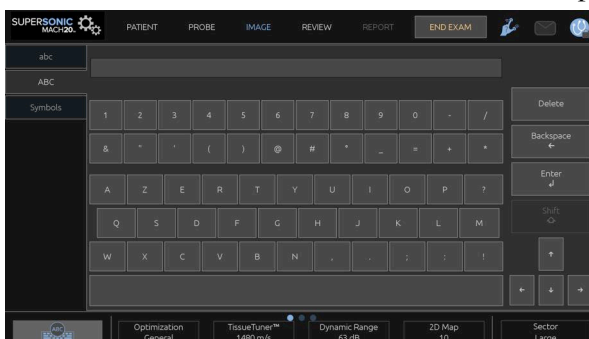 SUPERSONIC
MACH20™
PATIENT PROBE IMAGE REVIEW REPORT END EXAM
abc
ABC
Symbols
1 2 3 4 5 6 7 8 9 0 - /
& " ' ( ) @ # _ = + *
A Z E R T Y U I O P ?
Q S D F G H J K L M
W X C V B N , . ; : !
Delete
Backspace
←
Enter
↲
Shift
⇧
↑
← ↓ →
ABC
Optimization TissueTuner™ Dynamic Range 2D Map Sector
General 1480 m/s 63 dB 10 Large